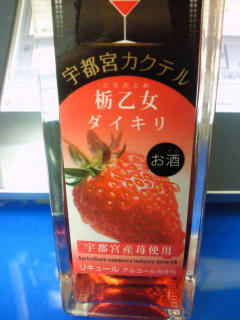 宇都宮カクテル
とちおとめ
栃乙女
ダイキリ
お酒
宇都宮産苺使用
Agriculture-commerce industry-network
リキュール アルコール分8%